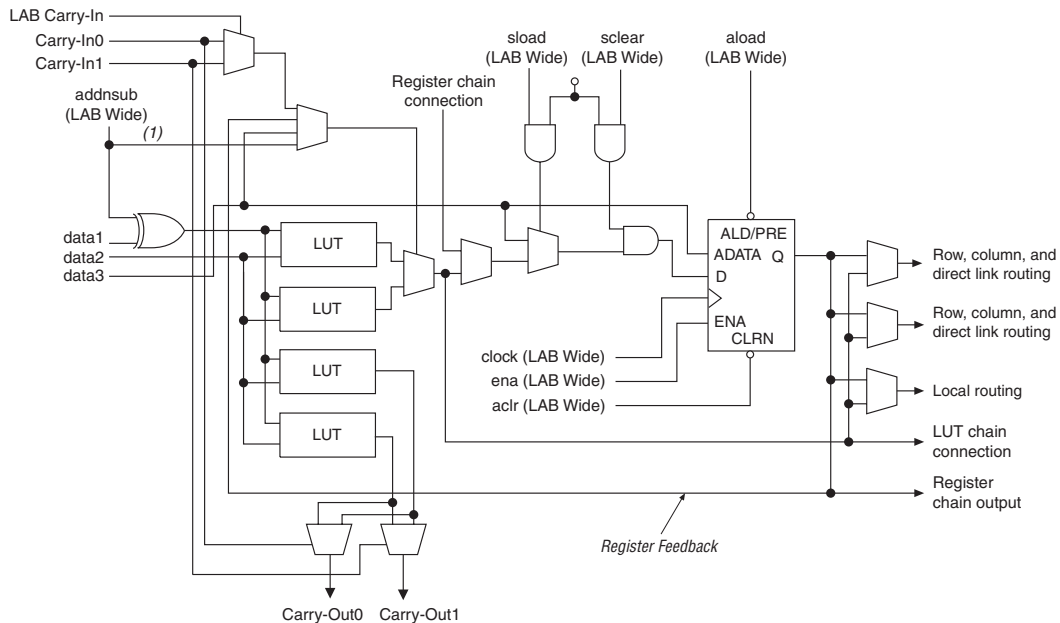 LAB Carry-In
Carry-In0
Carry-In1
addnsub
(LAB Wide)
(1)
data1
data2
data3
LUT
LUT
LUT
LUT
Register chain
connection
sload
(LAB Wide)
sclear
(LAB Wide)
aload
(LAB Wide)
ALD/PRE
ADATA
Q
D
ENA
CLRN
clock (LAB Wide)
ena (LAB Wide)
aclr (LAB Wide)
Row, column, and
direct link routing
Row, column, and
direct link routing
Local routing
LUT chain
connection
Register
chain output
Register Feedback
Carry-Out0
Carry-Out1